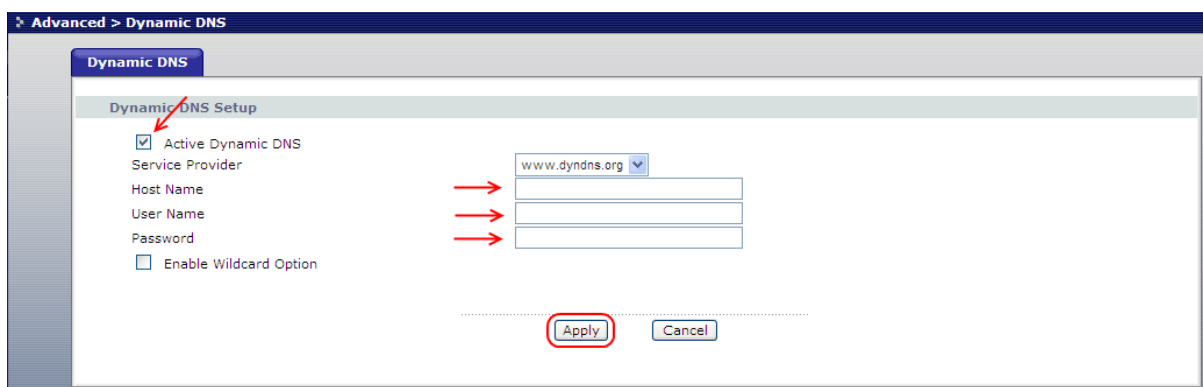 Advanced > Dynamic DNS
Dynamic DNS
Dynamic DNS Setup
Active Dynamic DNS
Service Provider www.dyndns.org
Host Name
User Name
Password
Enable Wildcard Option
Apply Cancel